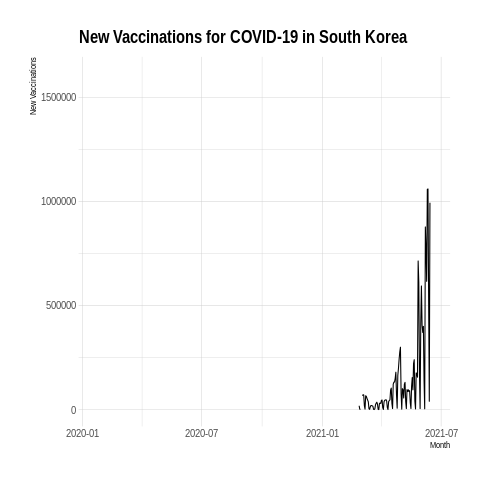 New Vaccinations for COVID-19 in South Korea
New Vaccinations
1500000
1000000
500000
0
2020-01 2020-07 2021-01 2021-07
Month